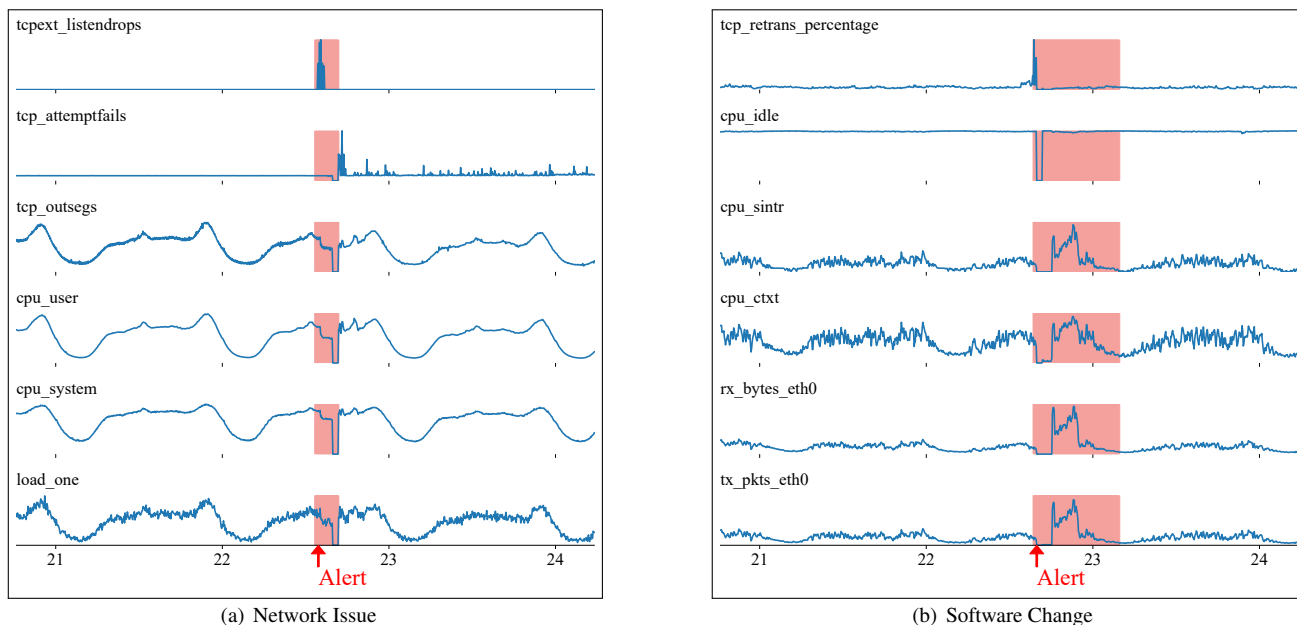 tcpext_listendrops
tcp_attemptfails
tcp_outsegs
cpu_user
cpu_system
load_one
21 22 23 24
Alert
(a) Network Issue
tcp_retrans_percentage
cpu_idle
cpu_sintr
cpu_ctxt
rx_bytes_eth0
tx_pkts_eth0
21 22 23 24
Alert
(b) Software Change